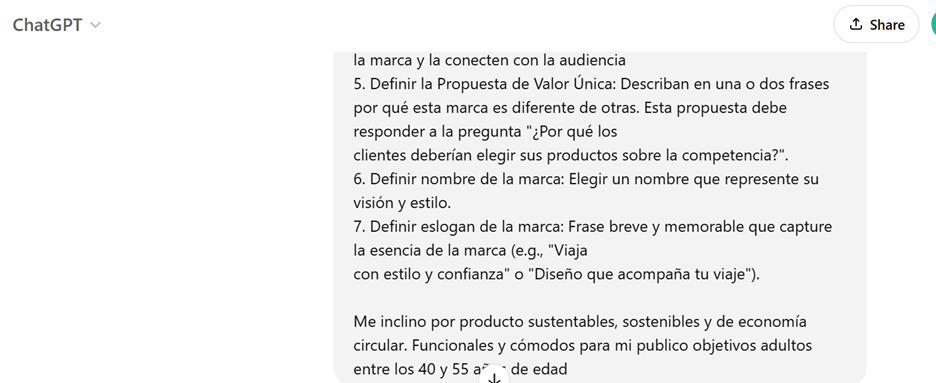 ChatGPT
Share
la marca y la conecten con la audiencia
5. Definir la Propuesta de Valor Única: Describan en una o dos frases
por qué esta marca es diferente de otras. Esta propuesta debe
responder a la pregunta "¿Por qué los
clientes deberían elegir sus productos sobre la competencia?".
6. Definir nombre de la marca: Elegir un nombre que represente su
visión y estilo.
7. Definir eslogan de la marca: Frase breve y memorable que capture
la esencia de la marca (e.g., "Viaja
con estilo y confianza" o "Diseño que acompaña tu viaje").
Me inclino por producto sustentables, sostenibles y de economía
circular. Funcionales y cómodos para mi publico objetivos adultos
entre los 40 y 55 años de edad